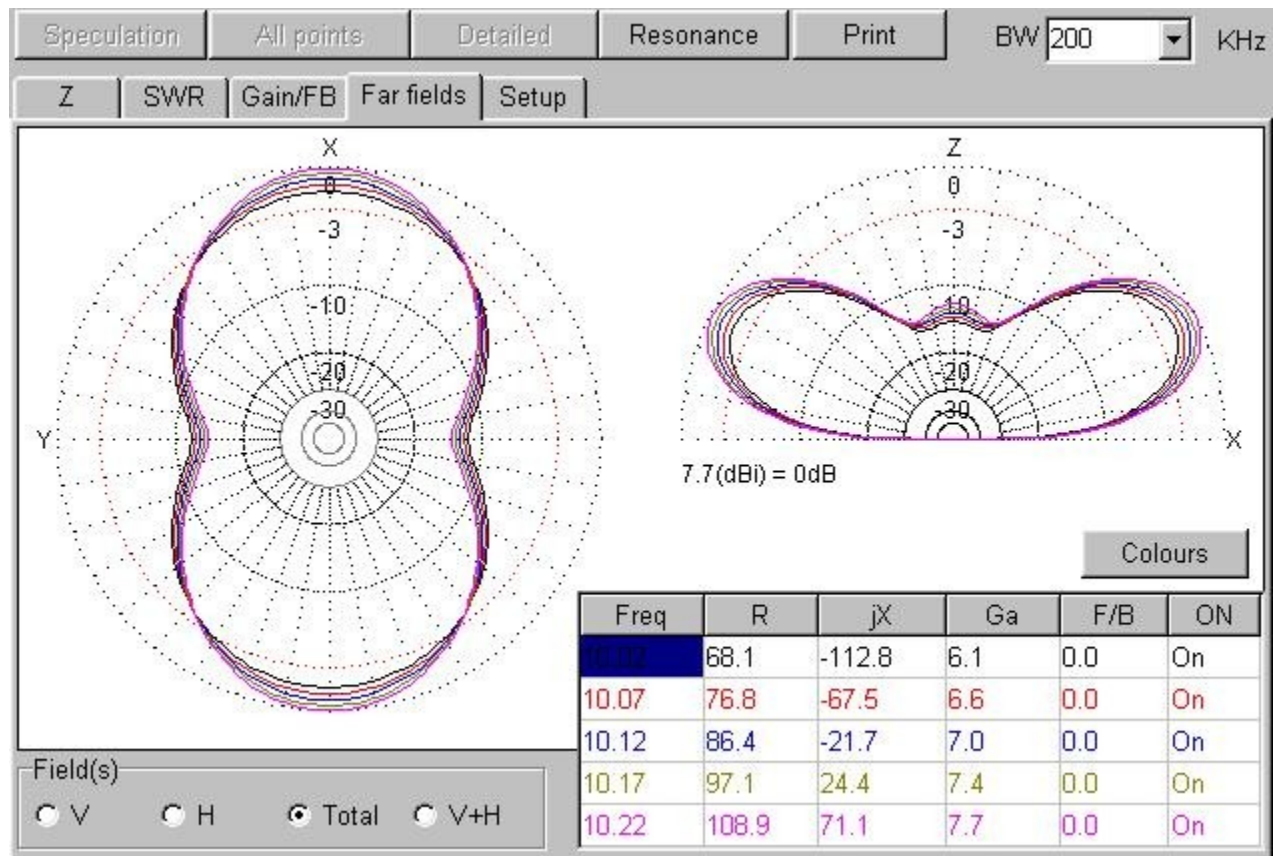 Speculation All points Detailed Resonance Print BW 200 KHz
Z SWR Gain/FB Far fields Setup
X
0
-3
-10
-20
-30
Y
Z
0
-3
-10
-20
-30
X
7.7(dBi) = 0dB
Colours
Freq R jX Ga F/B ON
10.02 68.1 -112.8 6.1 0.0 On
10.07 76.8 -67.5 6.6 0.0 On
10.12 86.4 -21.7 7.0 0.0 On
10.17 97.1 24.4 7.4 0.0 On
10.22 108.9 71.1 7.7 0.0 On
Field(s)
V H Total V+H